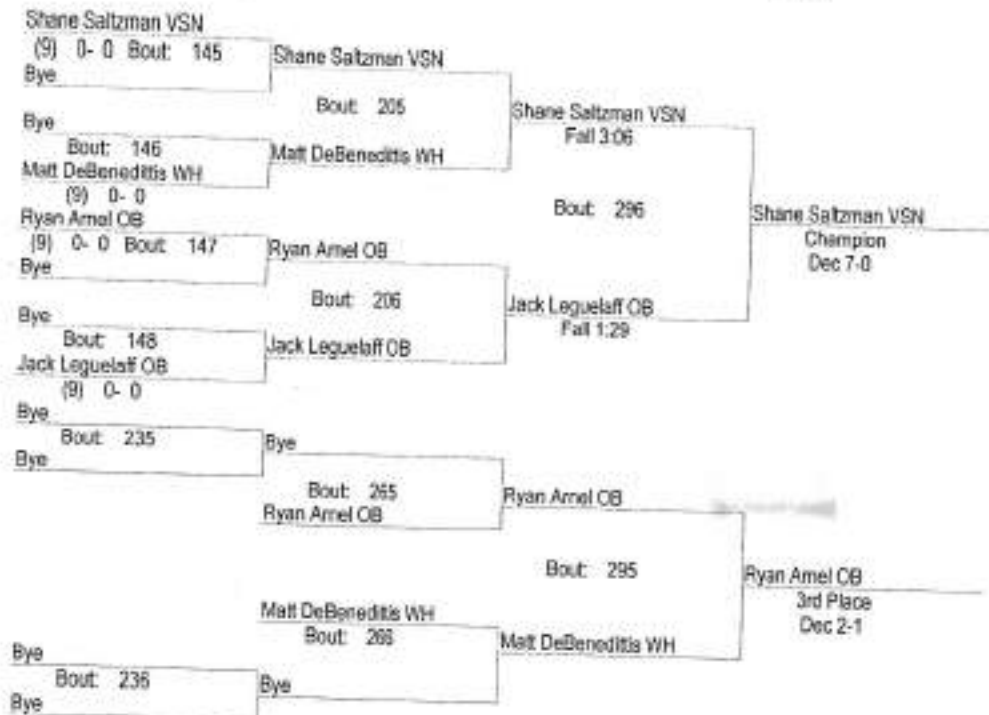 Shane Saltzman VSN
(9) 0- 0 Bout: 145
Bye
Shane Saltzman VSN
Bout: 205
Bye
Bout: 146
Matt DeBenedittis WH
(9) 0- 0
Matt DeBenedittis WH
Shane Saltzman VSN
Fall 3:06
Ryan Arnel OB
(9) 0- 0 Bout: 147
Bye
Ryan Arnel OB
Bout: 206
Bye
Bout: 148
Jack Leguelaff OB
(9) 0- 0
Jack Leguelaff OB
Jack Leguelaff OB
Fall 1:29
Bout: 296
Shane Saltzman VSN
Champion
Dec 7-0
Bye
Bout: 235
Bye
Bye
Bout: 265
Ryan Arnel OB
Ryan Arnel OB
Bout: 295
Ryan Arnel OB
3rd Place
Dec 2-1
Matt DeBenedittis WH
Bout: 266
Matt DeBenedittis WH
Bye
Bout: 236
Bye
Bye